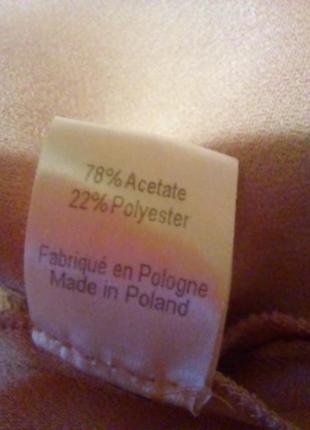 78% Acetate
22% Polyester
Fabriqué en Pologne
Made in Poland